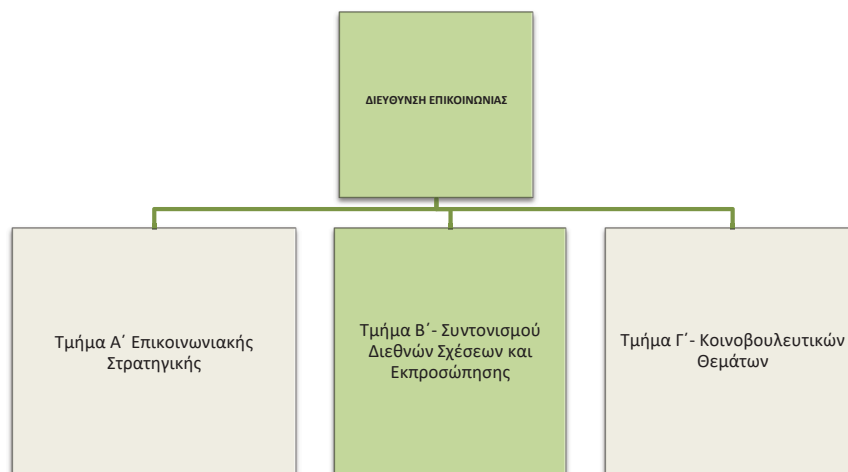 ΔΙΕΥΘΥΝΣΗ ΕΠΙΚΟΙΝΩΝΙΑΣ
Τμήμα Α΄ Επικοινωνιακής
Στρατηγικής
Τμήμα Β΄- Συντονισμού
Διεθνών Σχέσεων και
Εκπροσώπησης
Τμήμα Γ΄- Κοινοβουλευτικών
Θεμάτων